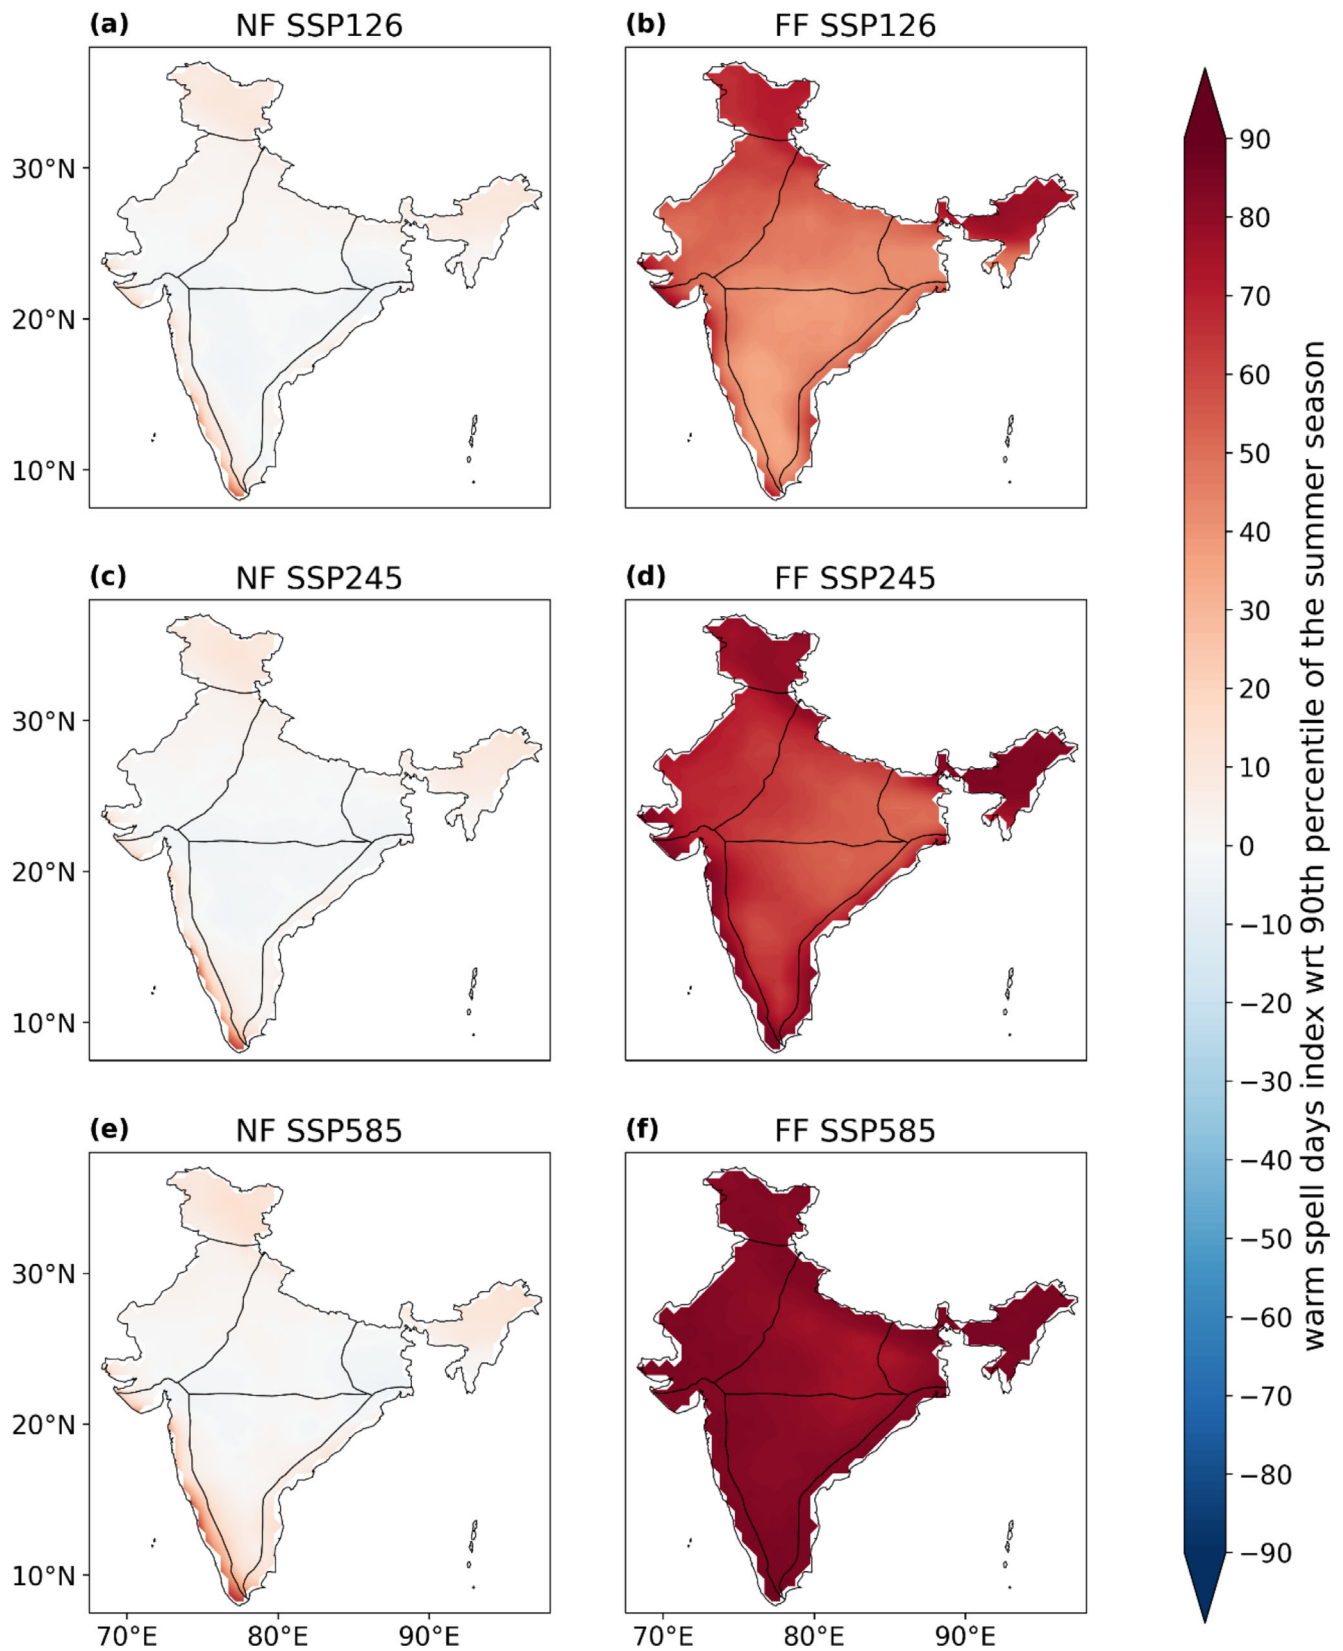 (a) NF SSP126
(b) FF SSP126
30°N
20°N
10°N
(c) NF SSP245
(d) FF SSP245
30°N
20°N
10°N
(e) NF SSP585
(f) FF SSP585
30°N
20°N
10°N
70°E 80°E 90°E
70°E 80°E 90°E
90
80
70
60
50
40
30
20
10
0
−10
−20
−30
−40
−50
−60
−70
−80
−90
warm spell days index wrt 90th percentile of the summer season